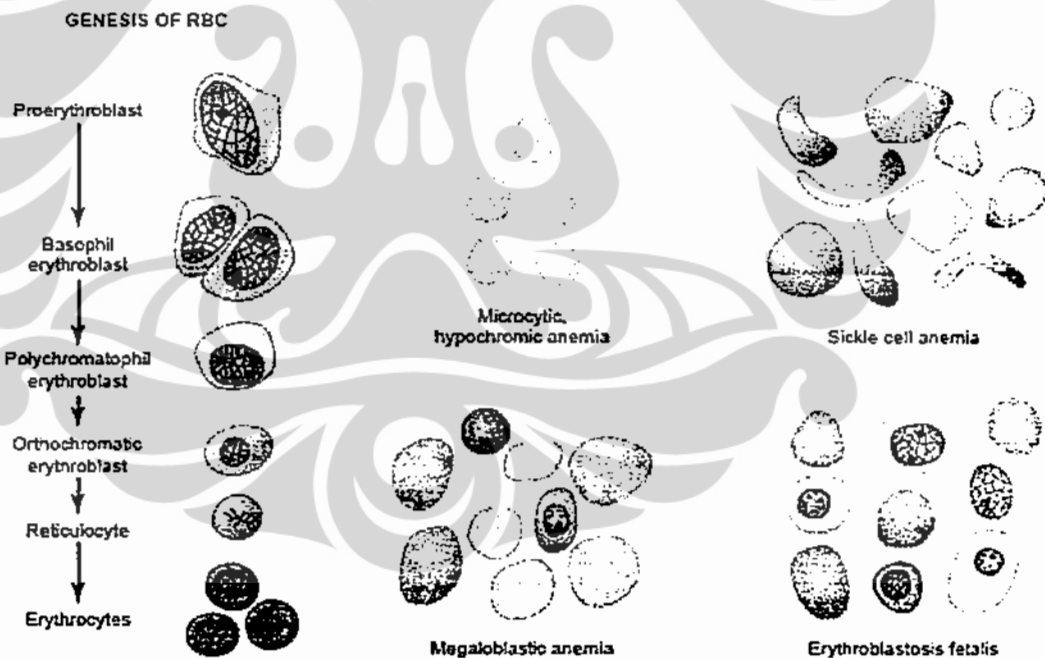 GENESIS OF RBC
Proerythroblast
Basophil
erythroblast
Polychromatophil
erythroblast
Orthochromatic
erythroblast
Reticulocyte
Erythrocytes
Microcytic,
hypochromic anemia
Sickle cell anemia
Megaloblastic anemia
Erythroblastosis fetalis